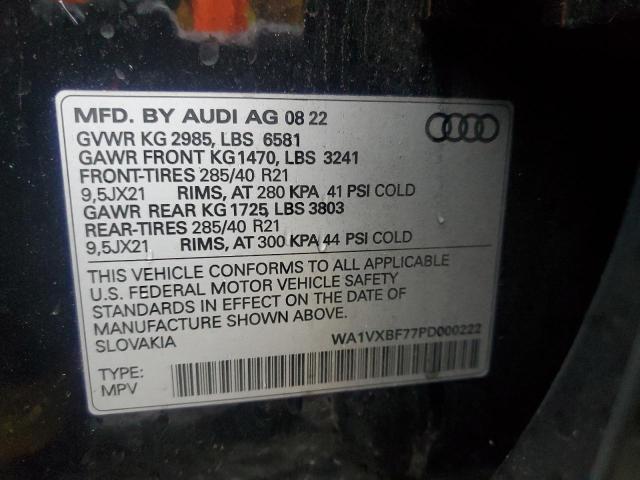 MFD. BY AUDI AG 08 22
GVWR KG 2985, LBS 6581
GAWR FRONT KG1470, LBS 3241
FRONT-TIRES 285/40 R21
9,5JX21 RIMS, AT 280 KPA 41 PSI COLD
GAWR REAR KG 1725, LBS 3803
REAR-TIRES 285/40 R21
9,5JX21 RIMS, AT 300 KPA 44 PSI COLD
THIS VEHICLE CONFORMS TO ALL APPLICABLE
U.S. FEDERAL MOTOR VEHICLE SAFETY
STANDARDS IN EFFECT ON THE DATE OF
MANUFACTURE SHOWN ABOVE.
SLOVAKIA WA1VXBF77PD000222
TYPE:
MPV